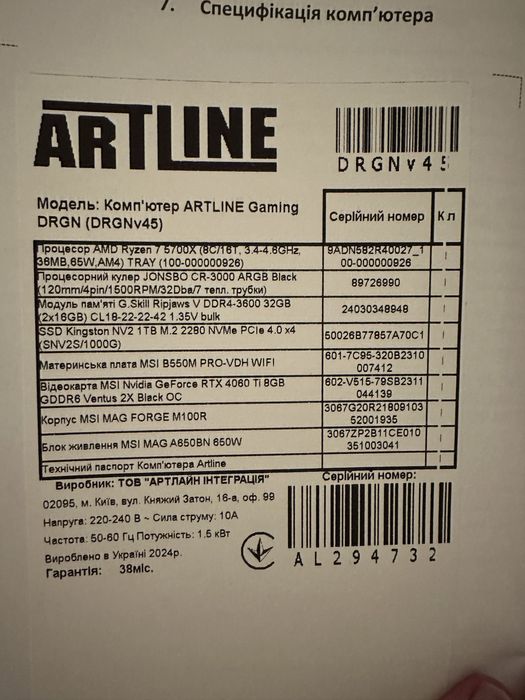 7. Специфікація комп'ютера
ARTLINE
DRGNv45
Модель: Комп'ютер ARTLINE Gaming
DRGN (DRGNv45)
Серійний номер
К л
Процесор AMD Ryzen 7 5700X (8C/16T, 3.4-4.6GHz,
36MB,65W,AM4) TRAY (100-000000926)
9ADN582R40027_1
00-000000926
Процесорний кулер JONSBO CR-3000 ARGB Black
(120mm/4pin/1500RPM/32Dba/7 тепл. трубки)
89726990
Модуль пам'яті G.Skill Ripjaws V DDR4-3600 32GB
(2x16GB) CL18-22-22-42 1.35V bulk
24030348948
SSD Kingston NV2 1TB M.2 2280 NVMe PCIe 4.0 x4
(SNV2S/1000G)
50026B77857A70C1
Материнська плата MSI B550M PRO-VDH WIFI
601-7C95-320B2310
007412
Відеокарта MSI Nvidia GeForce RTX 4060 Ti 8GB
GDDR6 Ventus 2X Black OC
602-V515-79SB2311
044139
Корпус MSI MAG FORGE M100R
3067G20R21809103
52001935
Блок живлення MSI MAG A650BN 650W
3067ZP2B11CE010
351003041
Технічний паспорт Комп'ютера Artline
Виробник: ТОВ "АРТЛАЙН ІНТЕГРАЦІЯ"
02095, м. Київ, вул. Княжий Затон, 16-а, оф. 99
Напруга: 220-240 В ~ Сила струму: 10А
Частота: 50-60 Гц Потужність: 1.5 кВт
Вироблено в Україні 2024р.
Гарантія: 38міс.
Серійний номер:
AL294732